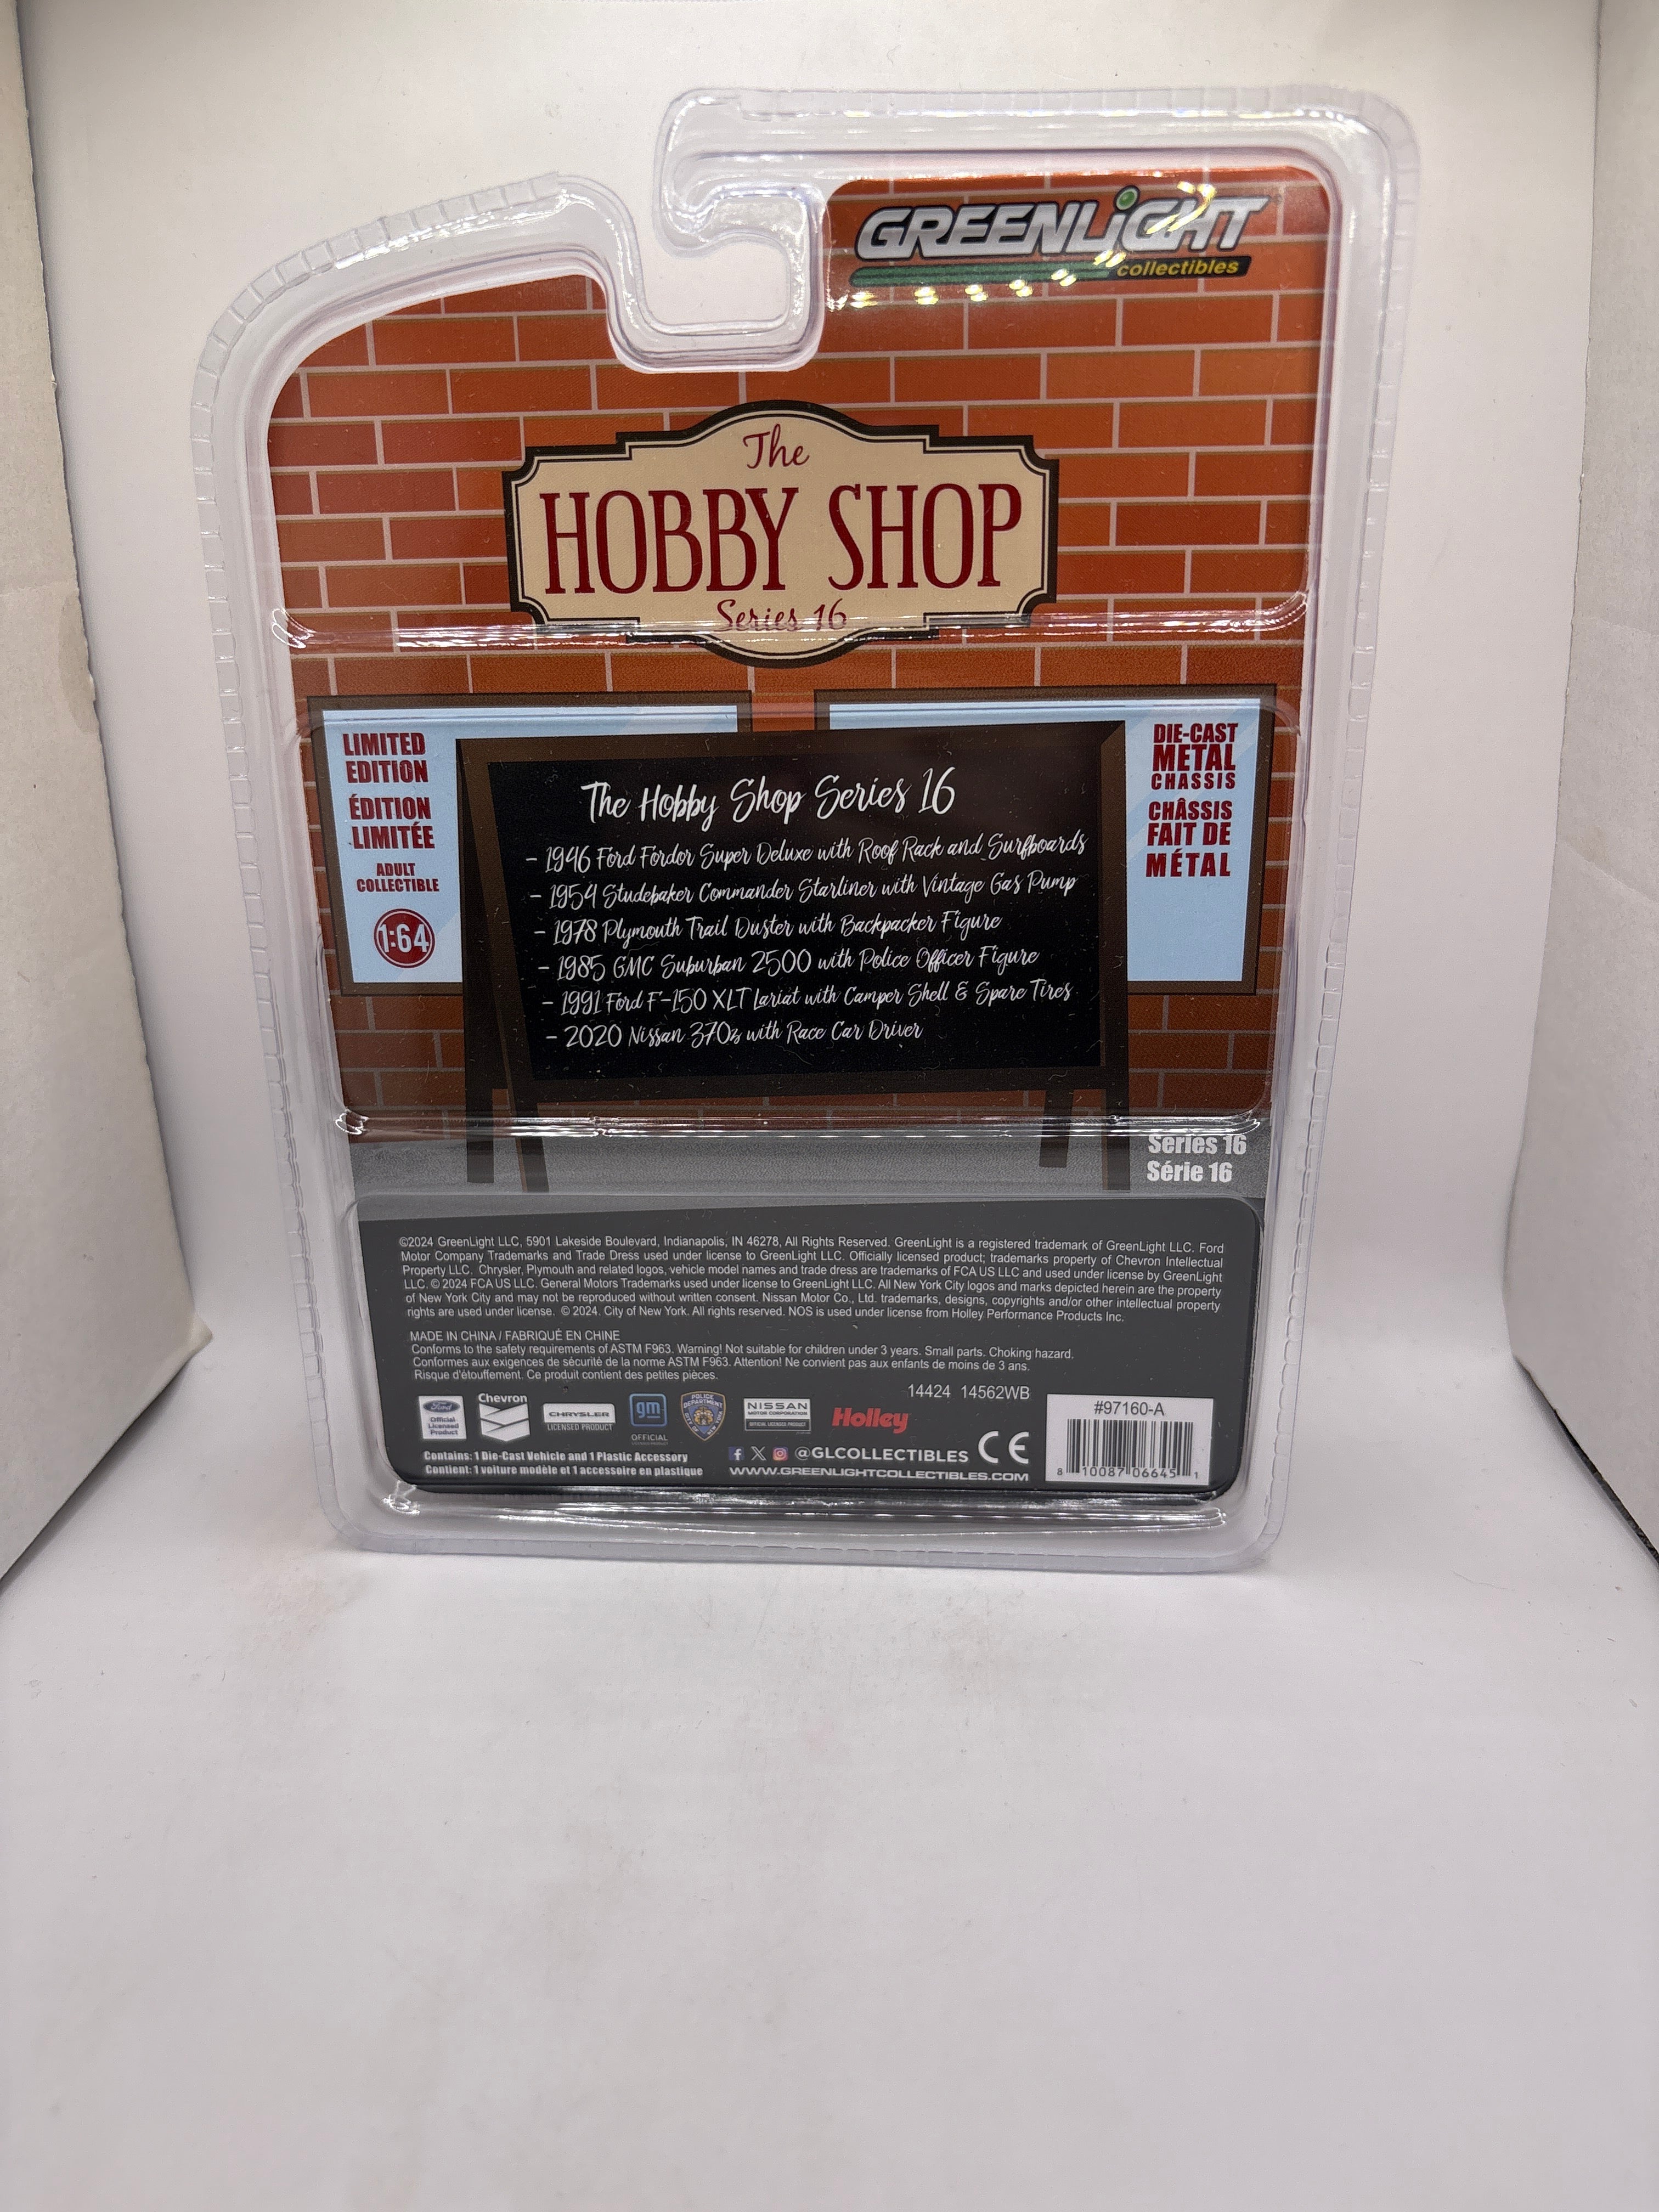 GREENLiGHT
collectibles
The
HOBBY SHOP
Series 16
LIMITED
EDITION
ÉDITION
LIMITÉE
ADULT
COLLECTIBLE
1:64
The Hobby Shop Series 16
- 1946 Ford Fordor Super Deluxe with Roof Rack and Surfboards
- 1954 Studebaker Commander Starliner with Vintage Gas Pump
- 1978 Plymouth Trail Duster with Backpacker Figure
- 1985 GMC Suburban 2500 with Police Officer Figure
- 1991 Ford F-150 XLT Lariat with Camper Shell & Spare Tires
- 2020 Nissan 370z with Race Car Driver
DIE-CAST
METAL
CHASSIS
CHÂSSIS
FAIT DE
MÉTAL
Series 16
Série 16
©2024 GreenLight LLC, 5901 Lakeside Boulevard, Indianapolis, IN 46278, All Rights Reserved. GreenLight is a registered trademark of GreenLight LLC. Ford
Motor Company Trademarks and Trade Dress used under license to GreenLight LLC. Officially licensed product; trademarks property of Chevron Intellectual
Property LLC. Chrysler, Plymouth and related logos, vehicle model names and trade dress are trademarks of FCA US LLC and used under license by GreenLight
LLC. © 2024 FCA US LLC. General Motors Trademarks used under license to GreenLight LLC. All New York City logos and marks depicted herein are the property
of New York City and may not be reproduced without written consent. Nissan Motor Co., Ltd. trademarks, designs, copyrights and/or other intellectual property
rights are used under license. © 2024. City of New York. All rights reserved. NOS is used under license from Holley Performance Products Inc.
MADE IN CHINA / FABRIQUÉ EN CHINE
Conforms to the safety requirements of ASTM F963. Warning! Not suitable for children under 3 years. Small parts. Choking hazard.
Conformes aux exigences de sécurité de la norme ASTM F963. Attention! Ne convient pas aux enfants de moins de 3 ans.
Risque d'étouffement. Ce produit contient des petites pièces.
14424 14562WB
Ford
Official
Licensed
Product
Chevron
CHRYSLER
LICENSED PRODUCT
gm
OFFICIAL
LICENSED PRODUCT
POLICE
DEPARTMENT
NISSAN
MOTOR CORPORATION
OFFICIAL LICENSED PRODUCT
Holley
#97160-A
8 10087 06645 1
Contains: 1 Die-Cast Vehicle and 1 Plastic Accessory
Contient: 1 voiture modèle et 1 accessoire en plastique
f X @GLCOLLECTIBLES CE
WWW.GREENLIGHTCOLLECTIBLES.COM